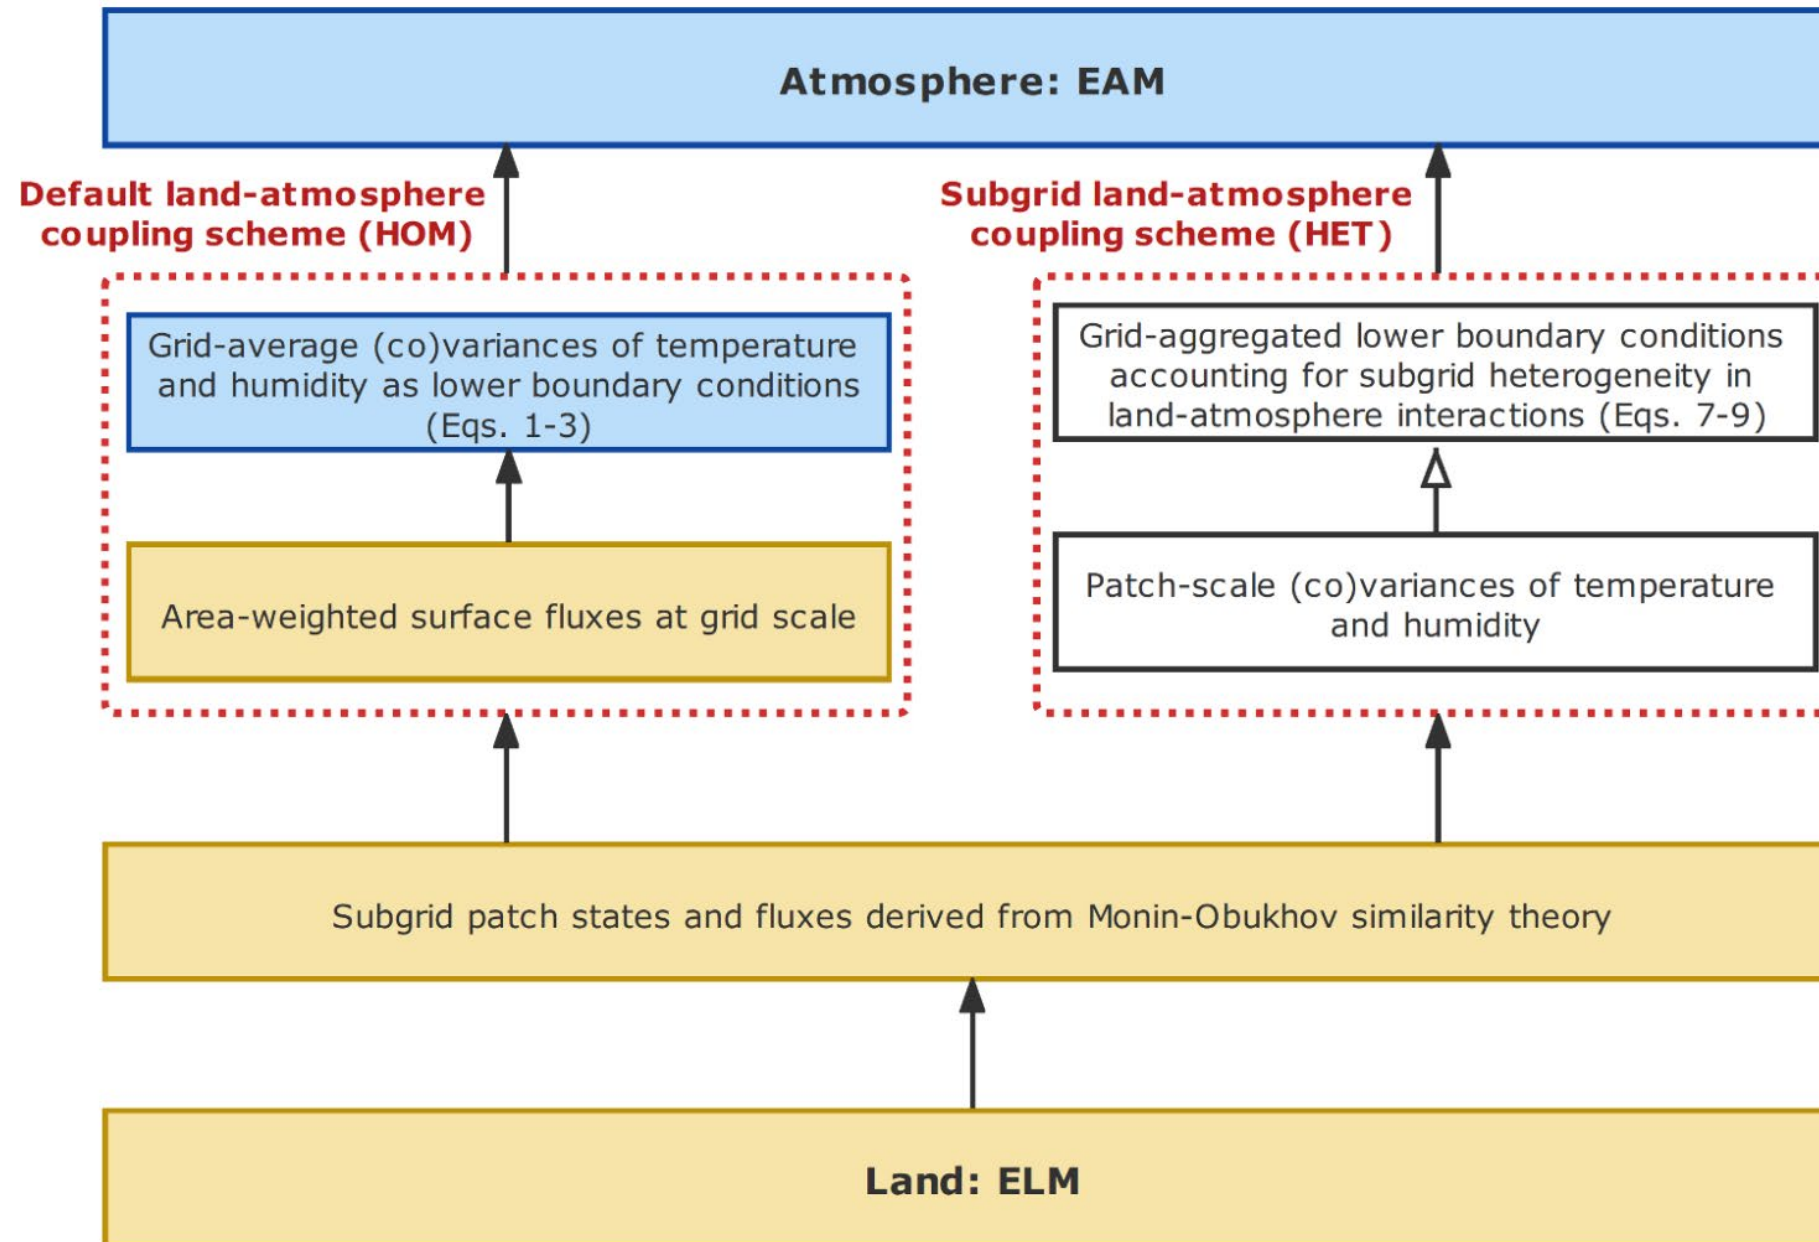 Atmosphere: EAM
Default land-atmosphere
coupling scheme (HOM)
Grid-average (co)variances of temperature
and humidity as lower boundary conditions
(Eqs. 1-3)
Area-weighted surface fluxes at grid scale
Subgrid land-atmosphere
coupling scheme (HET)
Grid-aggregated lower boundary conditions
accounting for subgrid heterogeneity in
land-atmosphere interactions (Eqs. 7-9)
Patch-scale (co)variances of temperature
and humidity
Subgrid patch states and fluxes derived from Monin-Obukhov similarity theory
Land: ELM